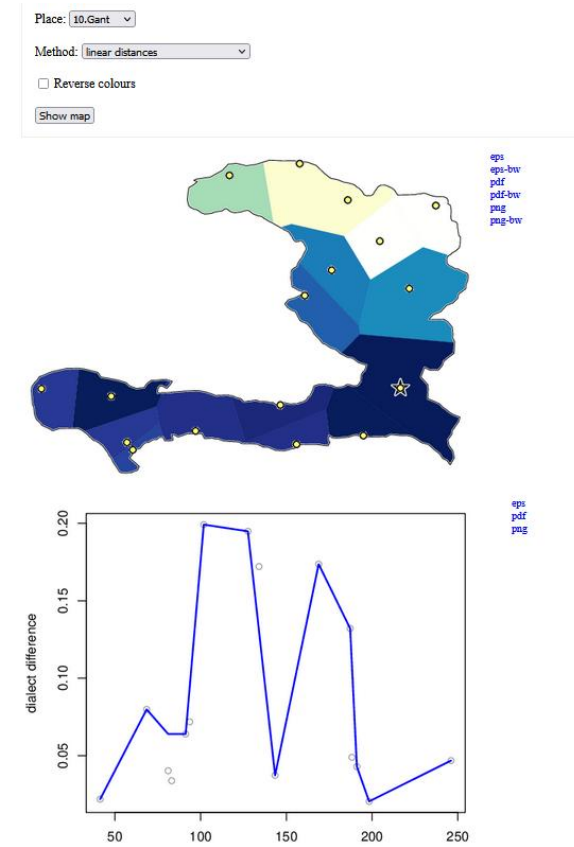 Place: 10.Gant
Method: linear distances
Reverse colours
Show map
eps
eps-bw
pdf
pdf-bw
png
png-bw
eps
pdf
png
dialect difference
0.20
0.15
0.10
0.05
50 100 150 200 250